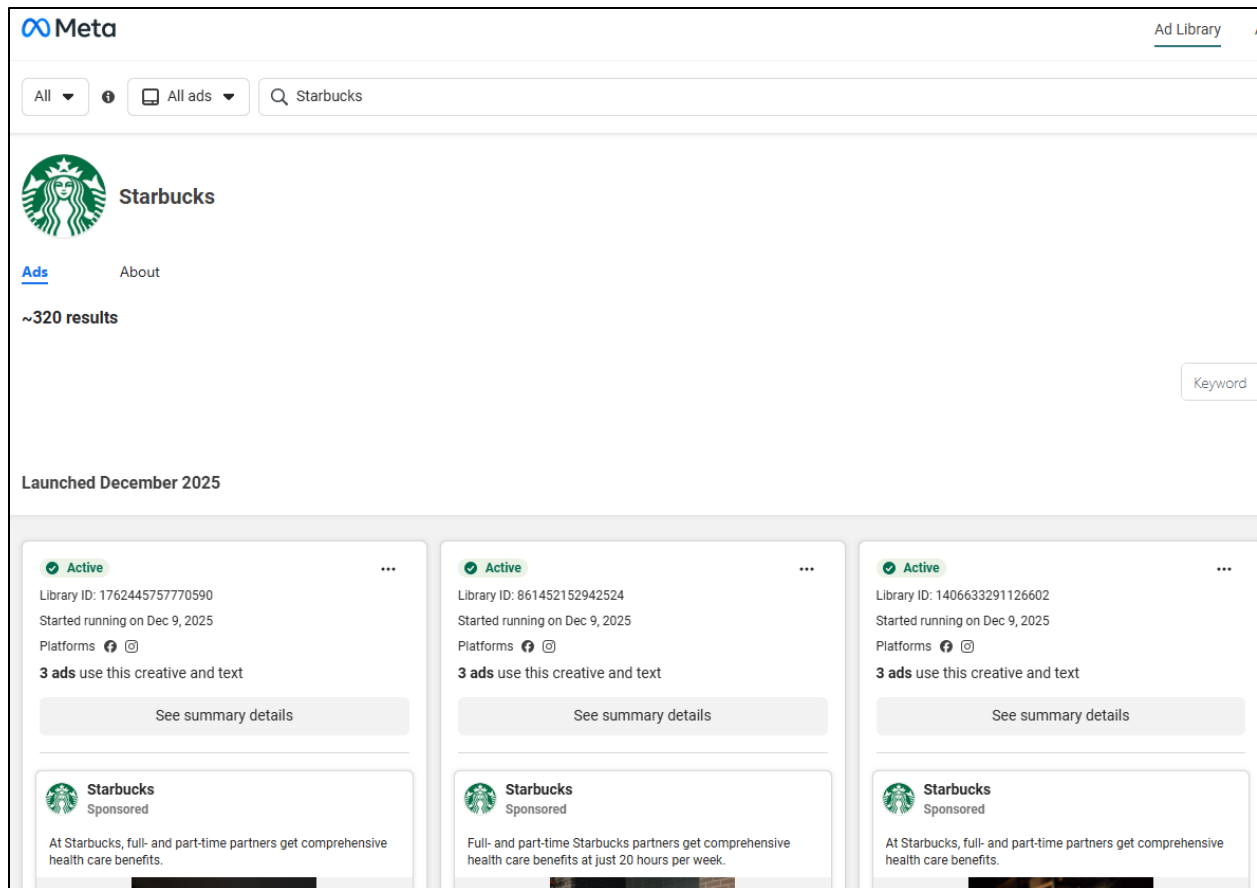 Meta
Ad Library
All
All ads
Starbucks
Starbucks
Ads
About
~320 results
Keyword
Launched December 2025
Active
Library ID: 1762445757770590
Started running on Dec 9, 2025
Platforms
3 ads use this creative and text
See summary details
Starbucks
Sponsored
At Starbucks, full- and part-time partners get comprehensive
health care benefits.
Active
Library ID: 861452152942524
Started running on Dec 9, 2025
Platforms
3 ads use this creative and text
See summary details
Starbucks
Sponsored
Full- and part-time Starbucks partners get comprehensive
health care benefits at just 20 hours per week.
Active
Library ID: 1406633291126602
Started running on Dec 9, 2025
Platforms
3 ads use this creative and text
See summary details
Starbucks
Sponsored
At Starbucks, full- and part-time partners get comprehensive
health care benefits.